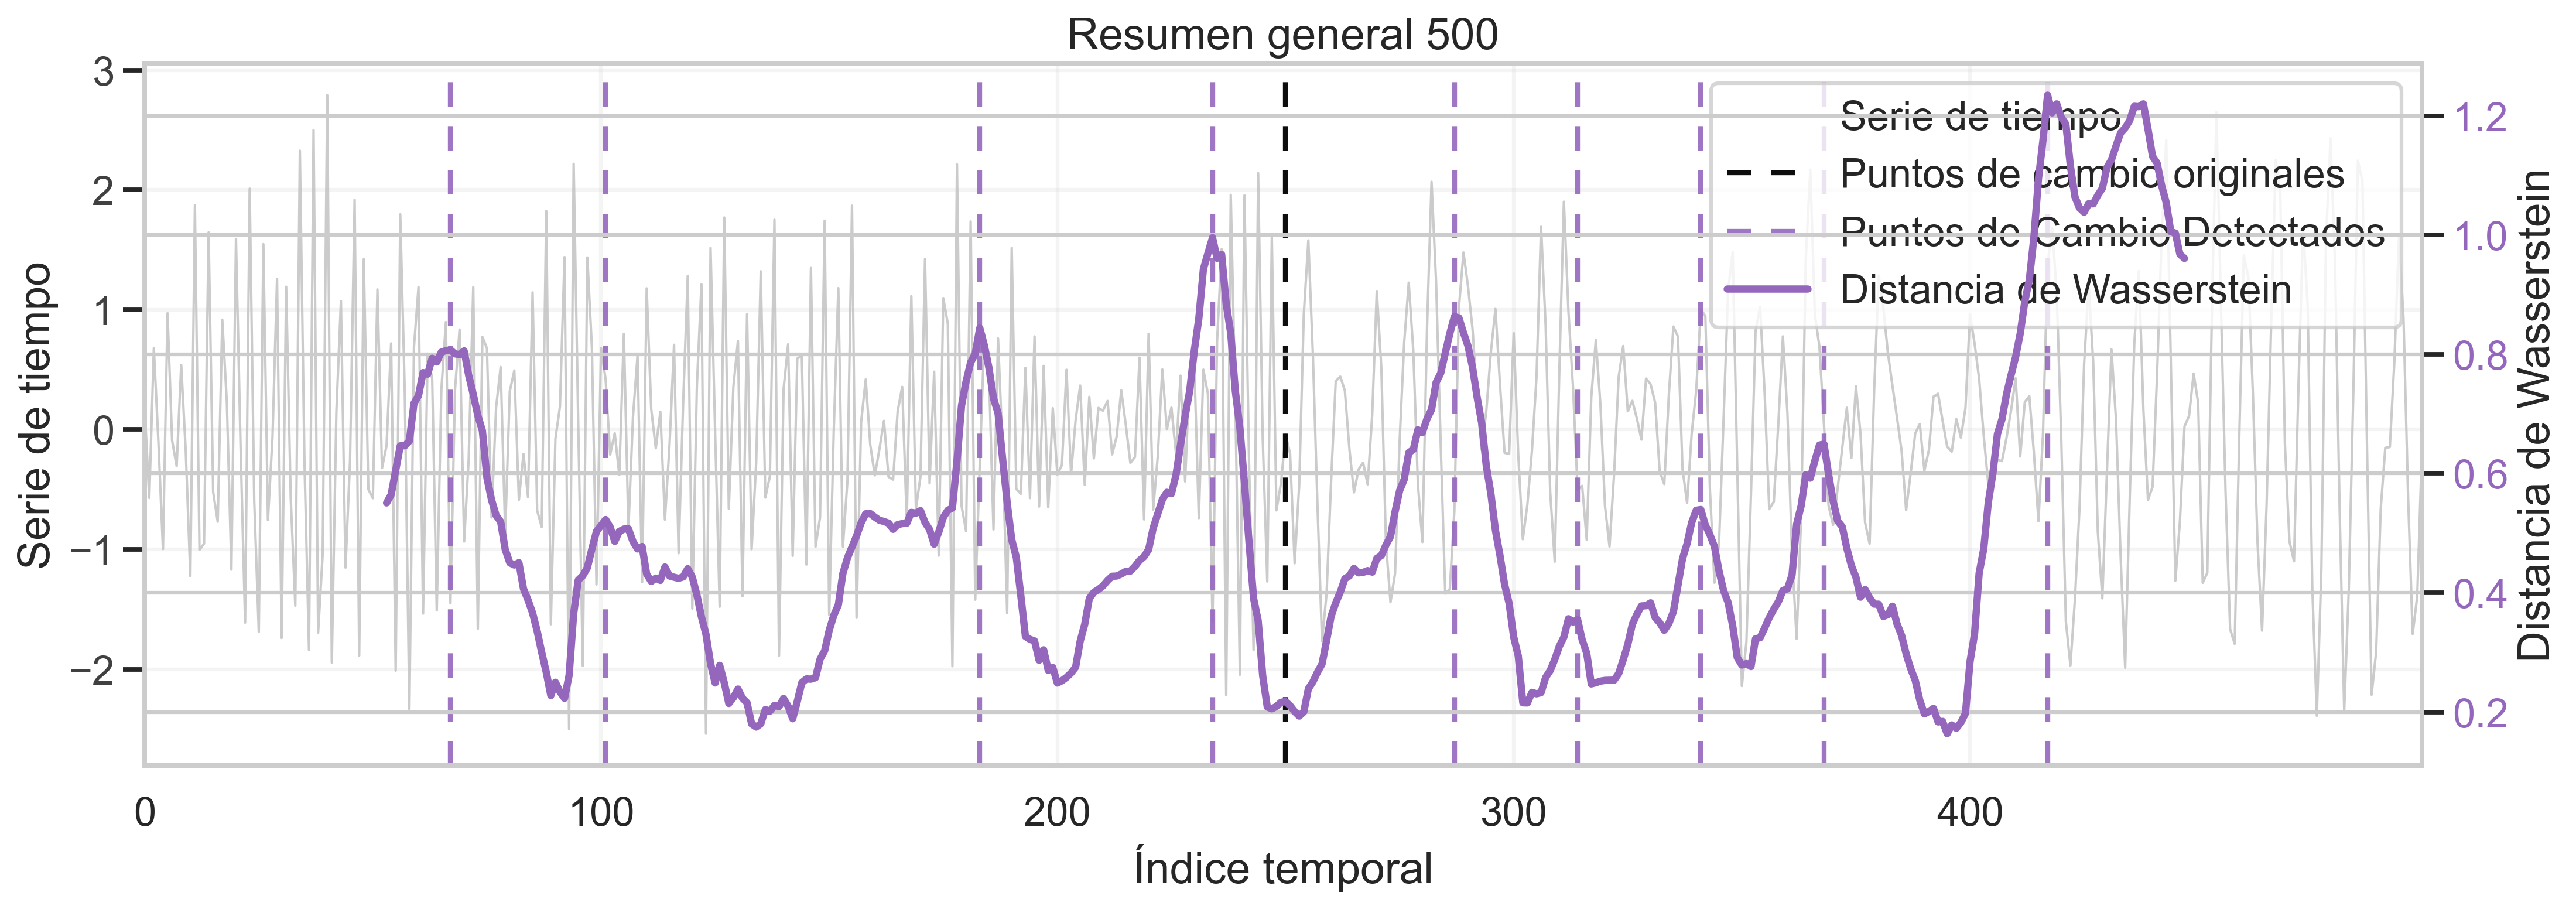 Resumen general 500
3
2
1
0
−1
−2
Serie de tiempo
0
100
200
300
400
Índice temporal
1.2
1.0
0.8
0.6
0.4
0.2
Distancia de Wasserstein
Serie de tiempo
Puntos de cambio originales
Puntos de Cambio Detectados
Distancia de Wasserstein